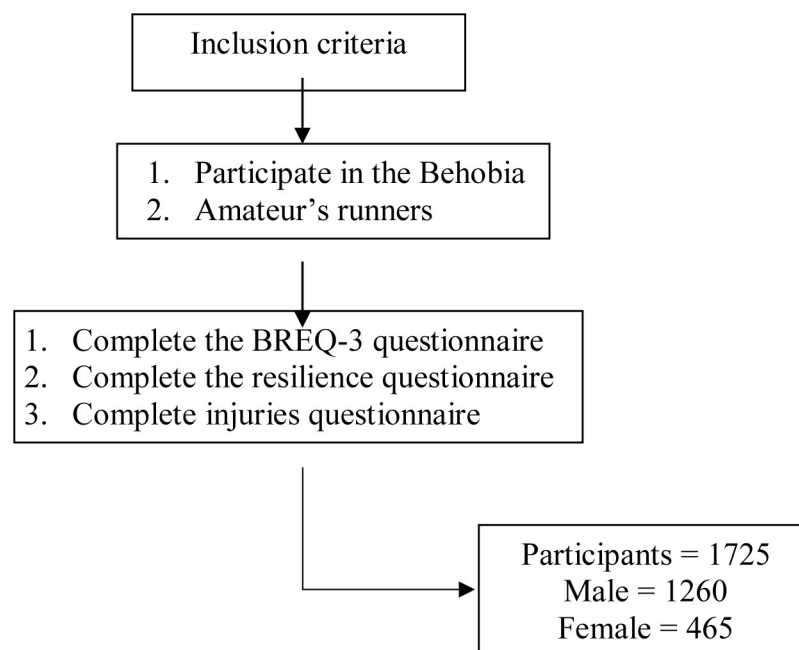 Inclusion criteria
1. Participate in the Behobia
2. Amateur’s runners
1. Complete the BREQ-3 questionnaire
2. Complete the resilience questionnaire
3. Complete injuries questionnaire
Participants = 1725
Male = 1260
Female = 465